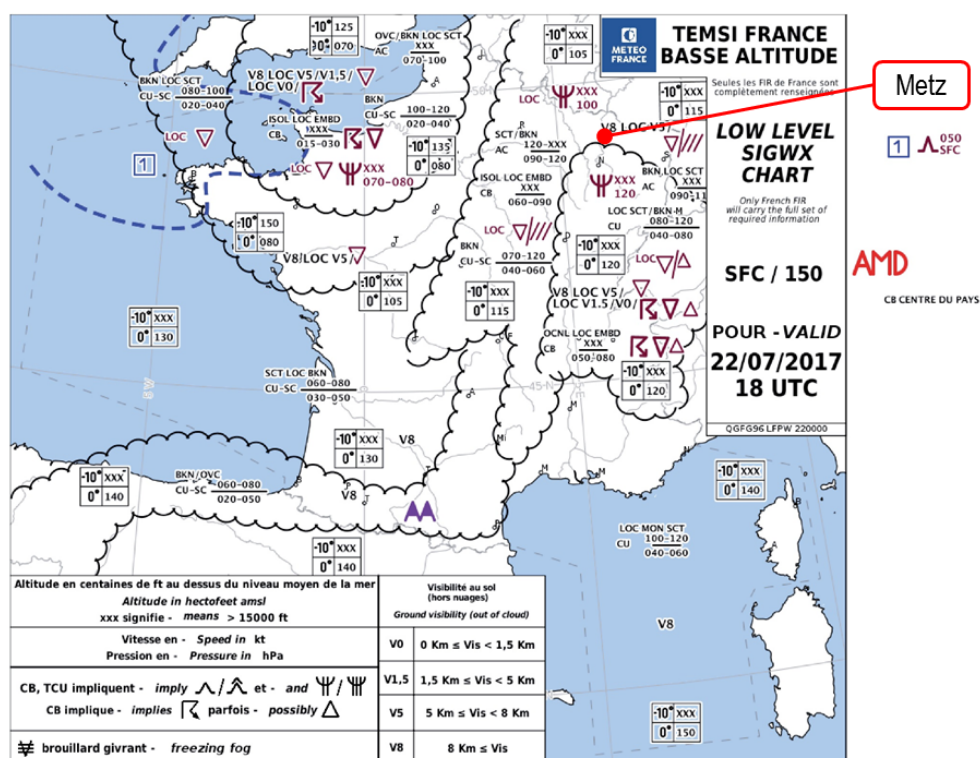 TEMSI FRANCE
BASSE ALTITUDE
METEO
FRANCE
Seules les FIR de France sont
complètement renseignées
LOW LEVEL
SIGWX
CHART
Only French FIR
will carry the full set of
required information
SFC / 150
POUR - VALID
22/07/2017
18 UTC
QGFG96 LFPW 220000
Metz
1
050
SFC
AMD
CB CENTRE DU PAYS
-10° 125
0° 070
OVC/BKN LOC SCT
AC
XXX
070-100
-10° XXX
0° 105
BKN LOC SCT
CU-SC
080-100
020-040
V8 LOC V5/V1,5/
LOC V0/
BKN
CU-SC
100-120
020-040
ISOL LOC EMBD
CB
XXX
015-030
LOC
1
LOC
XXX
070-080
-10° 135
0° 080
LOC
XXX
100
-10° XXX
0° 115
V8 LOC V5/
SCT/BKN
AC
120-XXX
090-120
XXX
120
BKN LOC SCT
AC
XXX
ISOL LOC EMBD
CB
XXX
060-090
LOC SCT/BKN M
CU
080-120
040-080
-10° 150
0° 080
V8/LOC V5/
LOC
BKN
CU-SC
070-120
040-060
-10° XXX
0° 120
LOC
-10° XXX
0° 105
-10° XXX
0° 115
V8 LOC V5/
LOC V1.5/V0/
-10° XXX
0° 130
OCNL LOC EMBD
CB
XXX
050-080
-10° XXX
0° 120
SCT LOC BKN
CU-SC
060-080
030-050
45 N
-10° XXX
0° 130
V8
-10° XXX
0° 140
BKN/OVC
CU-SC
060-080
020-050
V8
-10° XXX
0° 140
-10° XXX
0° 140
LOC MON SCT
CU
100-120
040-060
V8
-10° XXX
0° 150
Altitude en centaines de ft au dessus du niveau moyen de la mer
Altitude in hectofeet amsl
xxx signifie - means > 15000 ft
Vitesse en - Speed in kt
Pression en - Pressure in hPa
CB, TCU impliquent - imply / et - and /
CB implique - implies parfois - possibly
brouillard givrant - freezing fog
Visibilité au sol
(hors nuages)
Ground visibility (out of cloud)
V0 0 Km ≤ Vis < 1,5 Km
V1,5 1,5 Km ≤ Vis < 5 Km
V5 5 Km ≤ Vis < 8 Km
V8 8 Km ≤ Vis